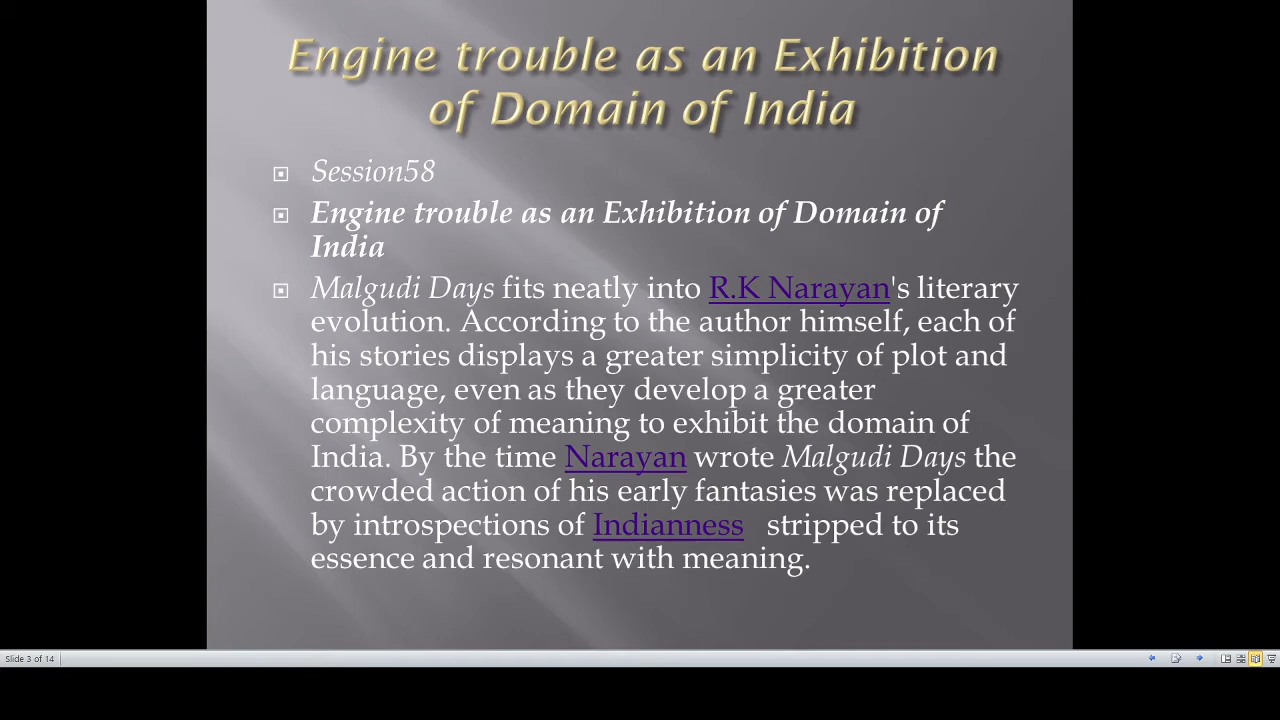 Engine trouble as an Exhibition
of Domain of India
Session58
Engine trouble as an Exhibition of Domain of
India
Malgudi Days fits neatly into R.K Narayan's literary
evolution. According to the author himself, each of
his stories displays a greater simplicity of plot and
language, even as they develop a greater
complexity of meaning to exhibit the domain of
India. By the time Narayan wrote Malgudi Days the
crowded action of his early fantasies was replaced
by introspections of Indianness stripped to its
essence and resonant with meaning.
Slide 3 of 14